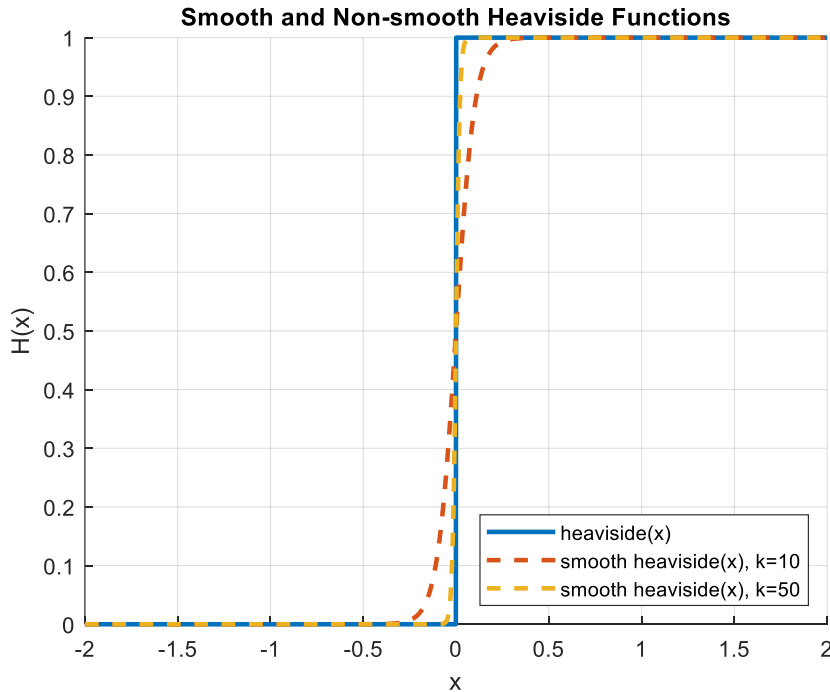 Smooth and Non-smooth Heaviside Functions
1
0.9
0.8
0.7
0.6
0.5
0.4
0.3
0.2
0.1
0
H(x)
heaviside(x)
smooth heaviside(x), k=10
smooth heaviside(x), k=50
-2 -1.5 -1 -0.5 0 0.5 1 1.5 2
x